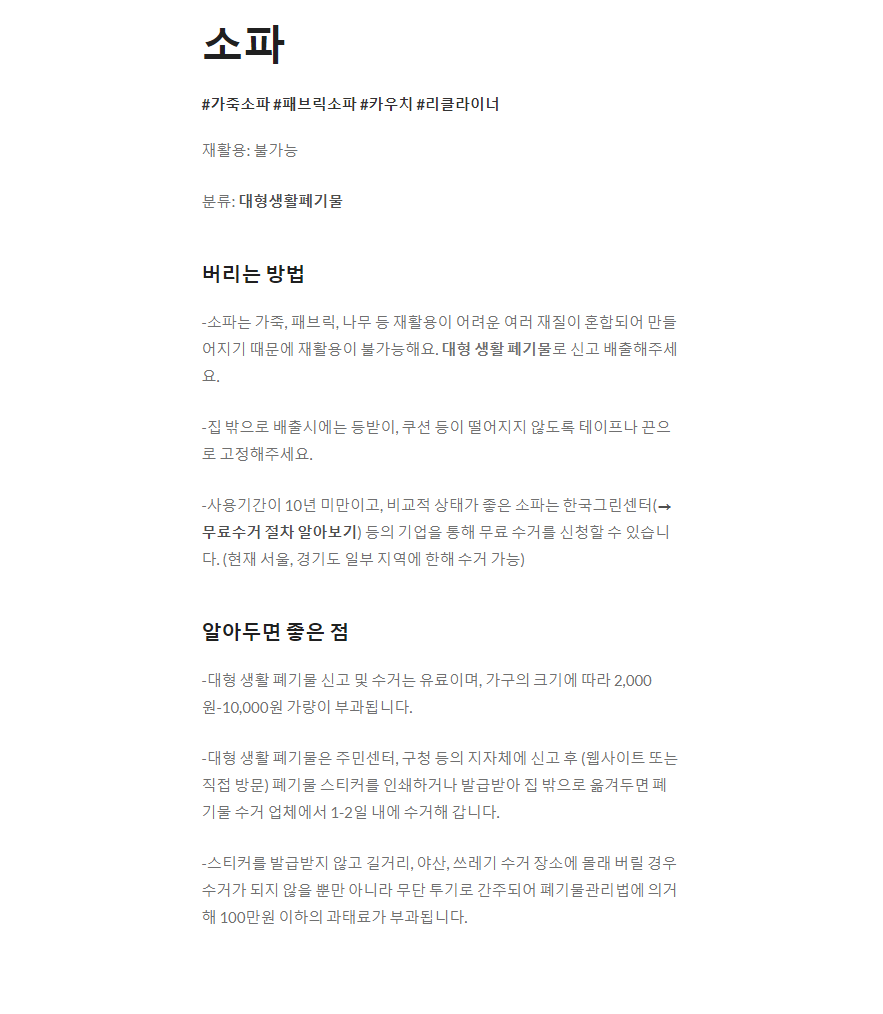 소파
#가죽소파 #패브릭소파 #카우치 #리클라이너
재활용: 불가능
분류: 대형생활폐기물
버리는 방법
-소파는 가죽, 패브릭, 나무 등 재활용이 어려운 여러 재질이 혼합되어 만들
어지기 때문에 재활용이 불가능해요. 대형 생활 폐기물로 신고 배출해주세
요.
-집 밖으로 배출시에는 등받이, 쿠션 등이 떨어지지 않도록 테이프나 끈으
로 고정해주세요.
-사용기간이 10년 미만이고, 비교적 상태가 좋은 소파는 한국그린센터(→
무료수거 절차 알아보기) 등의 기업을 통해 무료 수거를 신청할 수 있습니
다. (현재 서울, 경기도 일부 지역에 한해 수거 가능)
알아두면 좋은 점
-대형 생활 폐기물 신고 및 수거는 유료이며, 가구의 크기에 따라 2,000
원-10,000원 가량이 부과됩니다.
-대형 생활 폐기물은 주민센터, 구청 등의 지자체에 신고 후 (웹사이트 또는
직접 방문) 폐기물 스티커를 인쇄하거나 발급받아 집 밖으로 옮겨두면 폐
기물 수거 업체에서 1-2일 내에 수거해 갑니다.
-스티커를 발급받지 않고 길거리, 야산, 쓰레기 수거 장소에 몰래 버릴 경우
수거가 되지 않을 뿐만 아니라 무단 투기로 간주되어 폐기물관리법에 의거
해 100만원 이하의 과태료가 부과됩니다.